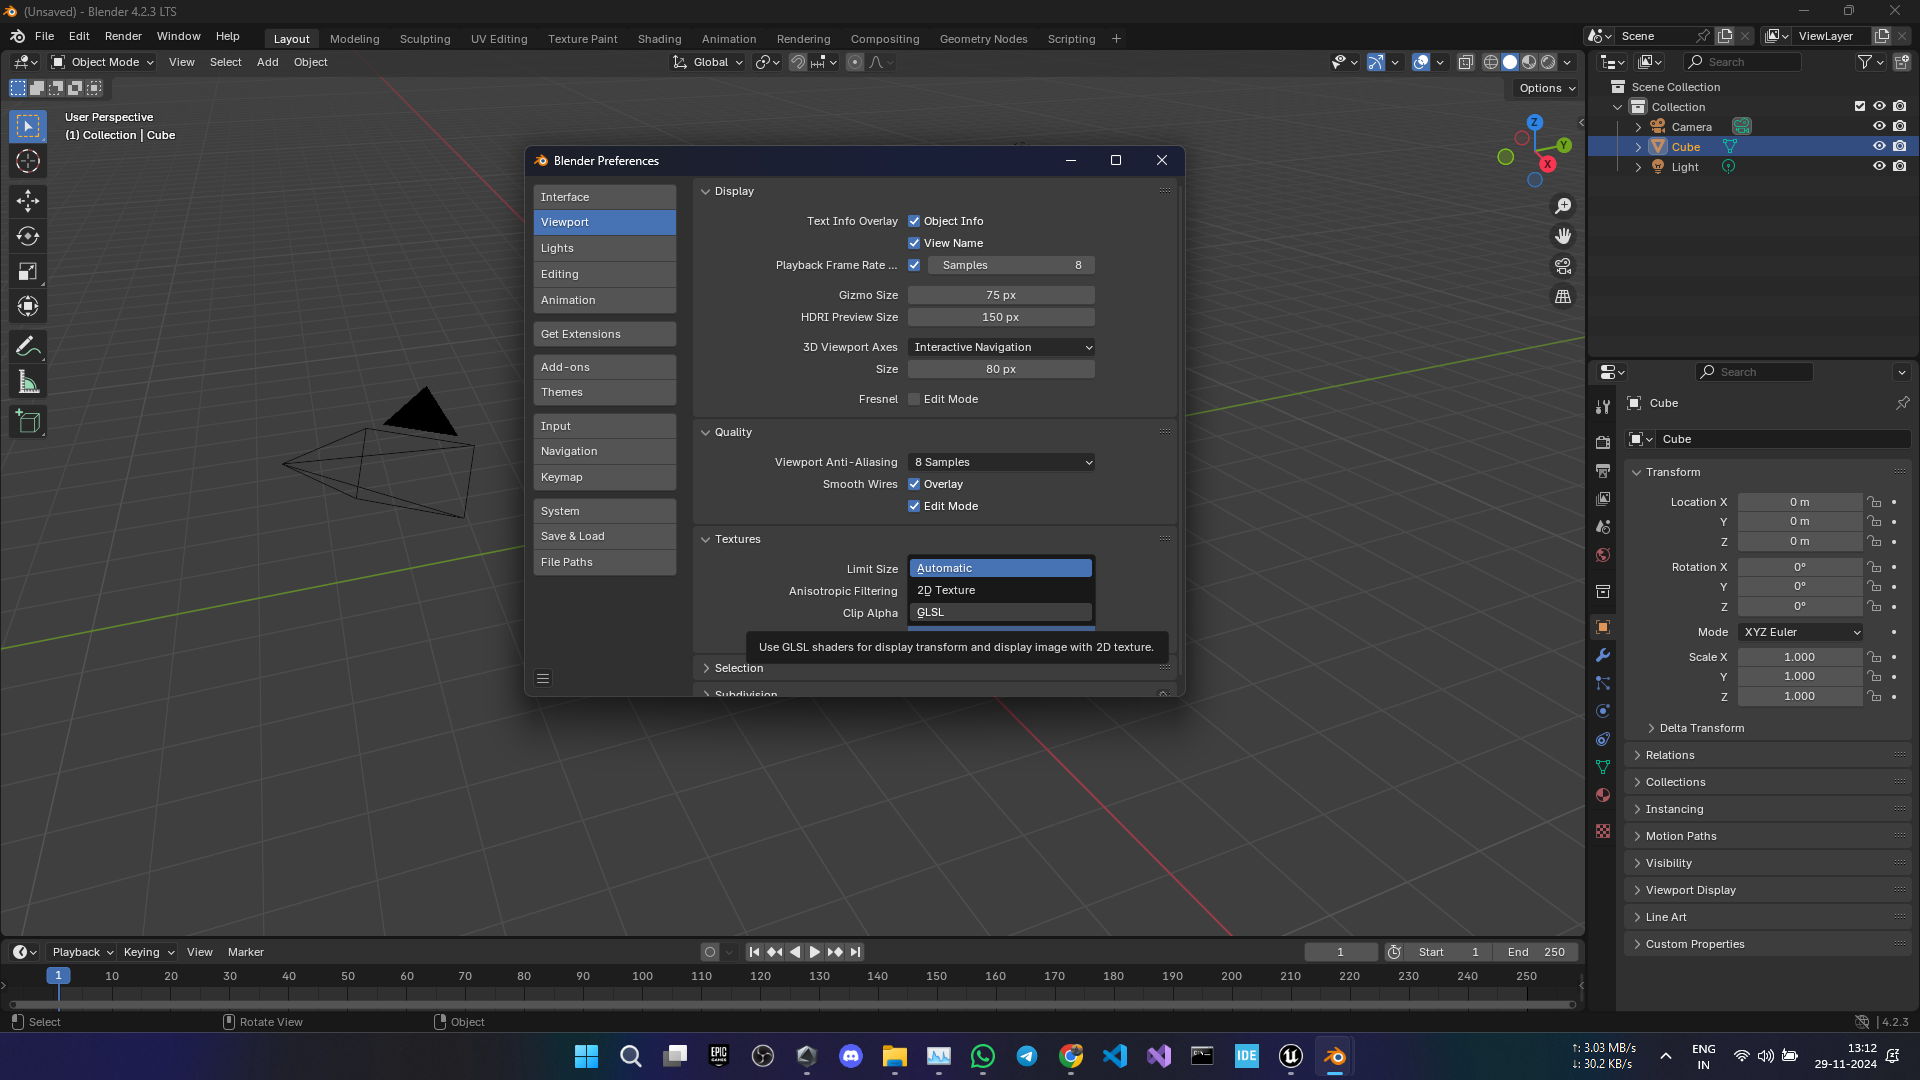 (Unsaved) - Blender 4.2.3 LTS
File Edit Render Window Help Layout Modeling Sculpting UV Editing Texture Paint Shading Animation Rendering Compositing Geometry Nodes Scripting + Scene ViewLayer
Object Mode View Select Add Object Global Search
Options
User Perspective
(1) Collection | Cube
Z
Y
X
Scene Collection
Collection
Camera
Cube
Light
Blender Preferences
Interface
Viewport
Lights
Editing
Animation
Get Extensions
Add-ons
Themes
Input
Navigation
Keymap
System
Save & Load
File Paths
Display
Text Info Overlay Object Info
View Name
Playback Frame Rate ... Samples 8
Gizmo Size 75 px
HDRI Preview Size 150 px
3D Viewport Axes Interactive Navigation
Size 80 px
Fresnel Edit Mode
Quality
Viewport Anti-Aliasing 8 Samples
Smooth Wires Overlay
Edit Mode
Textures
Limit Size Automatic
Anisotropic Filtering 2D Texture
Clip Alpha GLSL
Use GLSL shaders for display transform and display image with 2D texture.
Selection
Subdivision
Search
Cube
Cube
Transform
Location X 0 m
Y 0 m
Z 0 m
Rotation X 0°
Y 0°
Z 0°
Mode XYZ Euler
Scale X 1.000
Y 1.000
Z 1.000
Delta Transform
Relations
Collections
Instancing
Motion Paths
Visibility
Viewport Display
Line Art
Custom Properties
Playback Keying View Marker 1 Start 1 End 250
1 10 20 30 40 50 60 70 80 90 100 110 120 130 140 150 160 170 180 190 200 210 220 230 240 250
Select Rotate View Object 4.2.3
EPIC GAMES
IDE
↑: 3.03 MB/s
↓: 30.2 KB/s
ENG
IN
13:12
29-11-2024